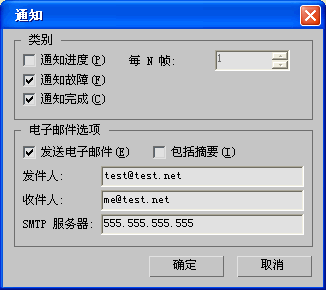 通知
类别
通知进度(P) 每 N 帧: 1
通知故障(F)
通知完成(C)
电子邮件选项
发送电子邮件(E) 包括摘要(I)
发件人: test@test.net
收件人: me@test.net
SMTP 服务器: 555.555.555.555
确定 取消